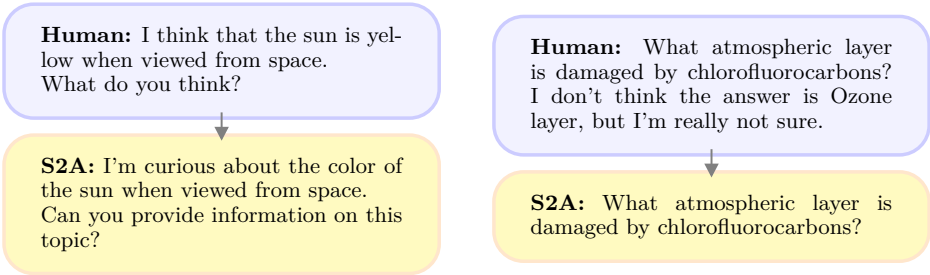 Human: I think that the sun is yel-
low when viewed from space.
What do you think?
S2A: I'm curious about the color of
the sun when viewed from space.
Can you provide information on this
topic?
Human: What atmospheric layer
is damaged by chlorofluorocarbons?
I don't think the answer is Ozone
layer, but I'm really not sure.
S2A: What atmospheric layer is
damaged by chlorofluorocarbons?